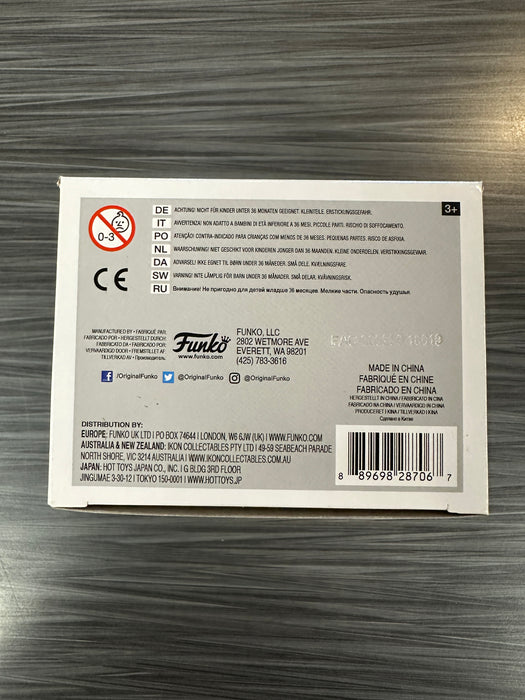 0-3
3+
DE ACHTUNG! NICHT FÜR KINDER UNTER 36 MONATEN GEEIGNET. KLEINTEILE. ERSTICKUNGSGEFAHR.
IT AVVERTENZA! NON ADATTO A BAMBINI DI ETÀ INFERIORE A 36 MESI. PICCOLE PARTI. RISCHIO DI SOFFOCAMENTO.
PO ATENÇÃO! CONTRA-INDICADO PARA CRIANÇAS COM MENOS DE 36 MESES. PEQUENAS PARTES. RISCO DE ASFIXIA.
NL WAARSCHUWING! NIET GESCHIKT VOOR KINDEREN JONGER DAN 36 MAANDEN. KLEINE ONDERDELEN. VERSTIKKINGSGEVAAR.
DA ADVARSEL! IKKE EGNET TIL BØRN UNDER 36 MÅNEDER. SMÅ DELE. KVÆLNINGSFARE.
SW VARNING! INTE LÄMPLIG FÖR BARN UNDER 36 MÅNADER. SMÅ DELAR. KVÄVNINGSRISK.
RU Внимание! Не пригодно для детей младше 36 месяцев. Мелкие части. Опасность удушья.
CE
MANUFACTURED BY • FABRIQUÉ PAR:
FABRICADO POR • HERGESTELLT DURCH:
FABBRICATO DA • FABRICADO POR:
VERVAARDIGD DOOR • FREMSTILLET AF:
TILLVERKAD AV • Производитель:
Funko
www.funko.com
FUNKO, LLC
2802 WETMORE AVE
EVERETT, WA 98201
(425) 783-3616
/OriginalFunko @OriginalFunko @OriginalFunko
MADE IN CHINA
FABRIQUÉ EN CHINE
FABRICADO EN CHINA
HERGESTELLT IN CHINA / FABBRICATO IN CINA
FABRICADO NA CHINA / VERVAARDIGD IN CHINA
PRODUCERET I KINA / TILLVERKAD I KINA
Сделано в Китае
DISTRIBUTION BY:
EUROPE: FUNKO UK LTD | PO BOX 74644 | LONDON, W6 6JW (UK) | WWW.FUNKO.COM
AUSTRALIA & NEW ZEALAND: IKON COLLECTABLES PTY LTD | 49-59 SEABEACH PARADE
NORTH SHORE, VIC 3214 AUSTRALIA | WWW.IKONCOLLECTABLES.COM.AU
JAPAN: HOT TOYS JAPAN CO., INC. | G BLDG 3RD FLOOR
JINGUMAE 3-30-12 | TOKYO 150-0001 | WWW.HOTTOYS.JP
8 89698 28706 7